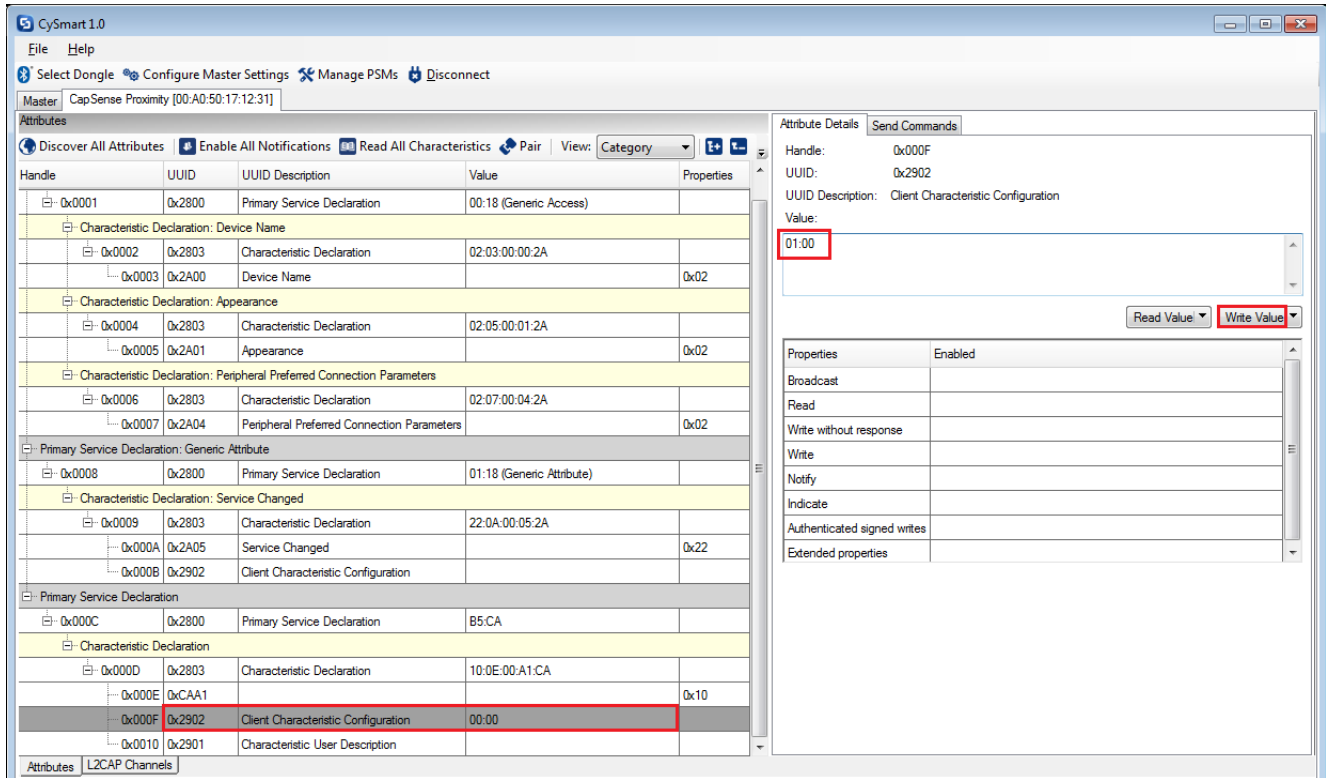 CySmart 1.0
File Help
Select Dongle Configure Master Settings Manage PSMs Disconnect
Master CapSense Proximity [00:A0:50:17:12:31]
Attributes
Discover All Attributes Enable All Notifications Read All Characteristics Pair View: Category
Handle UUID UUID Description Value Properties
0x0001 0x2800 Primary Service Declaration 00:18 (Generic Access)
Characteristic Declaration: Device Name
0x0002 0x2803 Characteristic Declaration 02:03:00:00:2A
0x0003 0x2A00 Device Name 0x02
Characteristic Declaration: Appearance
0x0004 0x2803 Characteristic Declaration 02:05:00:01:2A
0x0005 0x2A01 Appearance 0x02
Characteristic Declaration: Peripheral Preferred Connection Parameters
0x0006 0x2803 Characteristic Declaration 02:07:00:04:2A
0x0007 0x2A04 Peripheral Preferred Connection Parameters 0x02
Primary Service Declaration: Generic Attribute
0x0008 0x2800 Primary Service Declaration 01:18 (Generic Attribute)
Characteristic Declaration: Service Changed
0x0009 0x2803 Characteristic Declaration 22:0A:00:05:2A
0x000A 0x2A05 Service Changed 0x22
0x000B 0x2902 Client Characteristic Configuration
Primary Service Declaration
0x000C 0x2800 Primary Service Declaration B5:CA
Characteristic Declaration
0x000D 0x2803 Characteristic Declaration 10:0E:00:A1:CA
0x000E 0xCAA1 0x10
0x000F 0x2902 Client Characteristic Configuration 00:00
0x0010 0x2901 Characteristic User Description
Attributes L2CAP Channels
Attribute Details Send Commands
Handle: 0x000F
UUID: 0x2902
UUID Description: Client Characteristic Configuration
Value:
01:00
Read Value Write Value
Properties Enabled
Broadcast
Read
Write without response
Write
Notify
Indicate
Authenticated signed writes
Extended properties